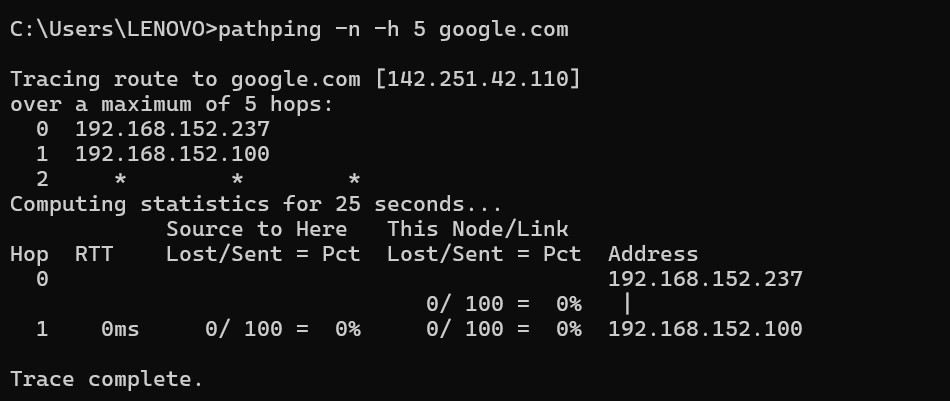 C:\Users\LENOVO>pathping -n -h 5 google.com
Tracing route to google.com [142.251.42.110]
over a maximum of 5 hops:
  0  192.168.152.237
  1  192.168.152.100
  2     *        *        *
Computing statistics for 25 seconds...
            Source to Here   This Node/Link
Hop  RTT    Lost/Sent = Pct  Lost/Sent = Pct  Address
  0                                           192.168.152.237
                                0/ 100 =  0%   |
  1    0ms     0/ 100 =  0%     0/ 100 =  0%  192.168.152.100
Trace complete.